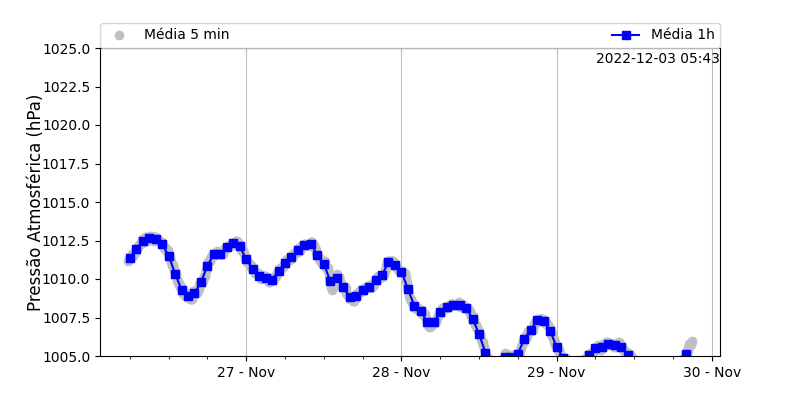 Média 5 min
Média 1h
2022-12-03 05:43
Pressão Atmosférica (hPa)
1025.0
1022.5
1020.0
1017.5
1015.0
1012.5
1010.0
1007.5
1005.0
27 - Nov
28 - Nov
29 - Nov
30 - Nov